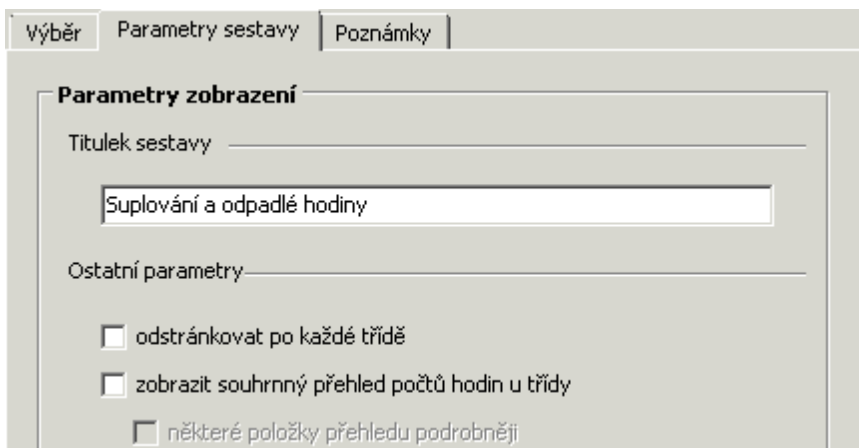 Výběr Parametry sestavy Poznámky
Parametry zobrazení
Titulek sestavy
Suplování a odpadlé hodiny
Ostatní parametry
odstránkovat po každé třídě
zobrazit souhrnný přehled počtů hodin u třídy
některé položky přehledu podrobněji